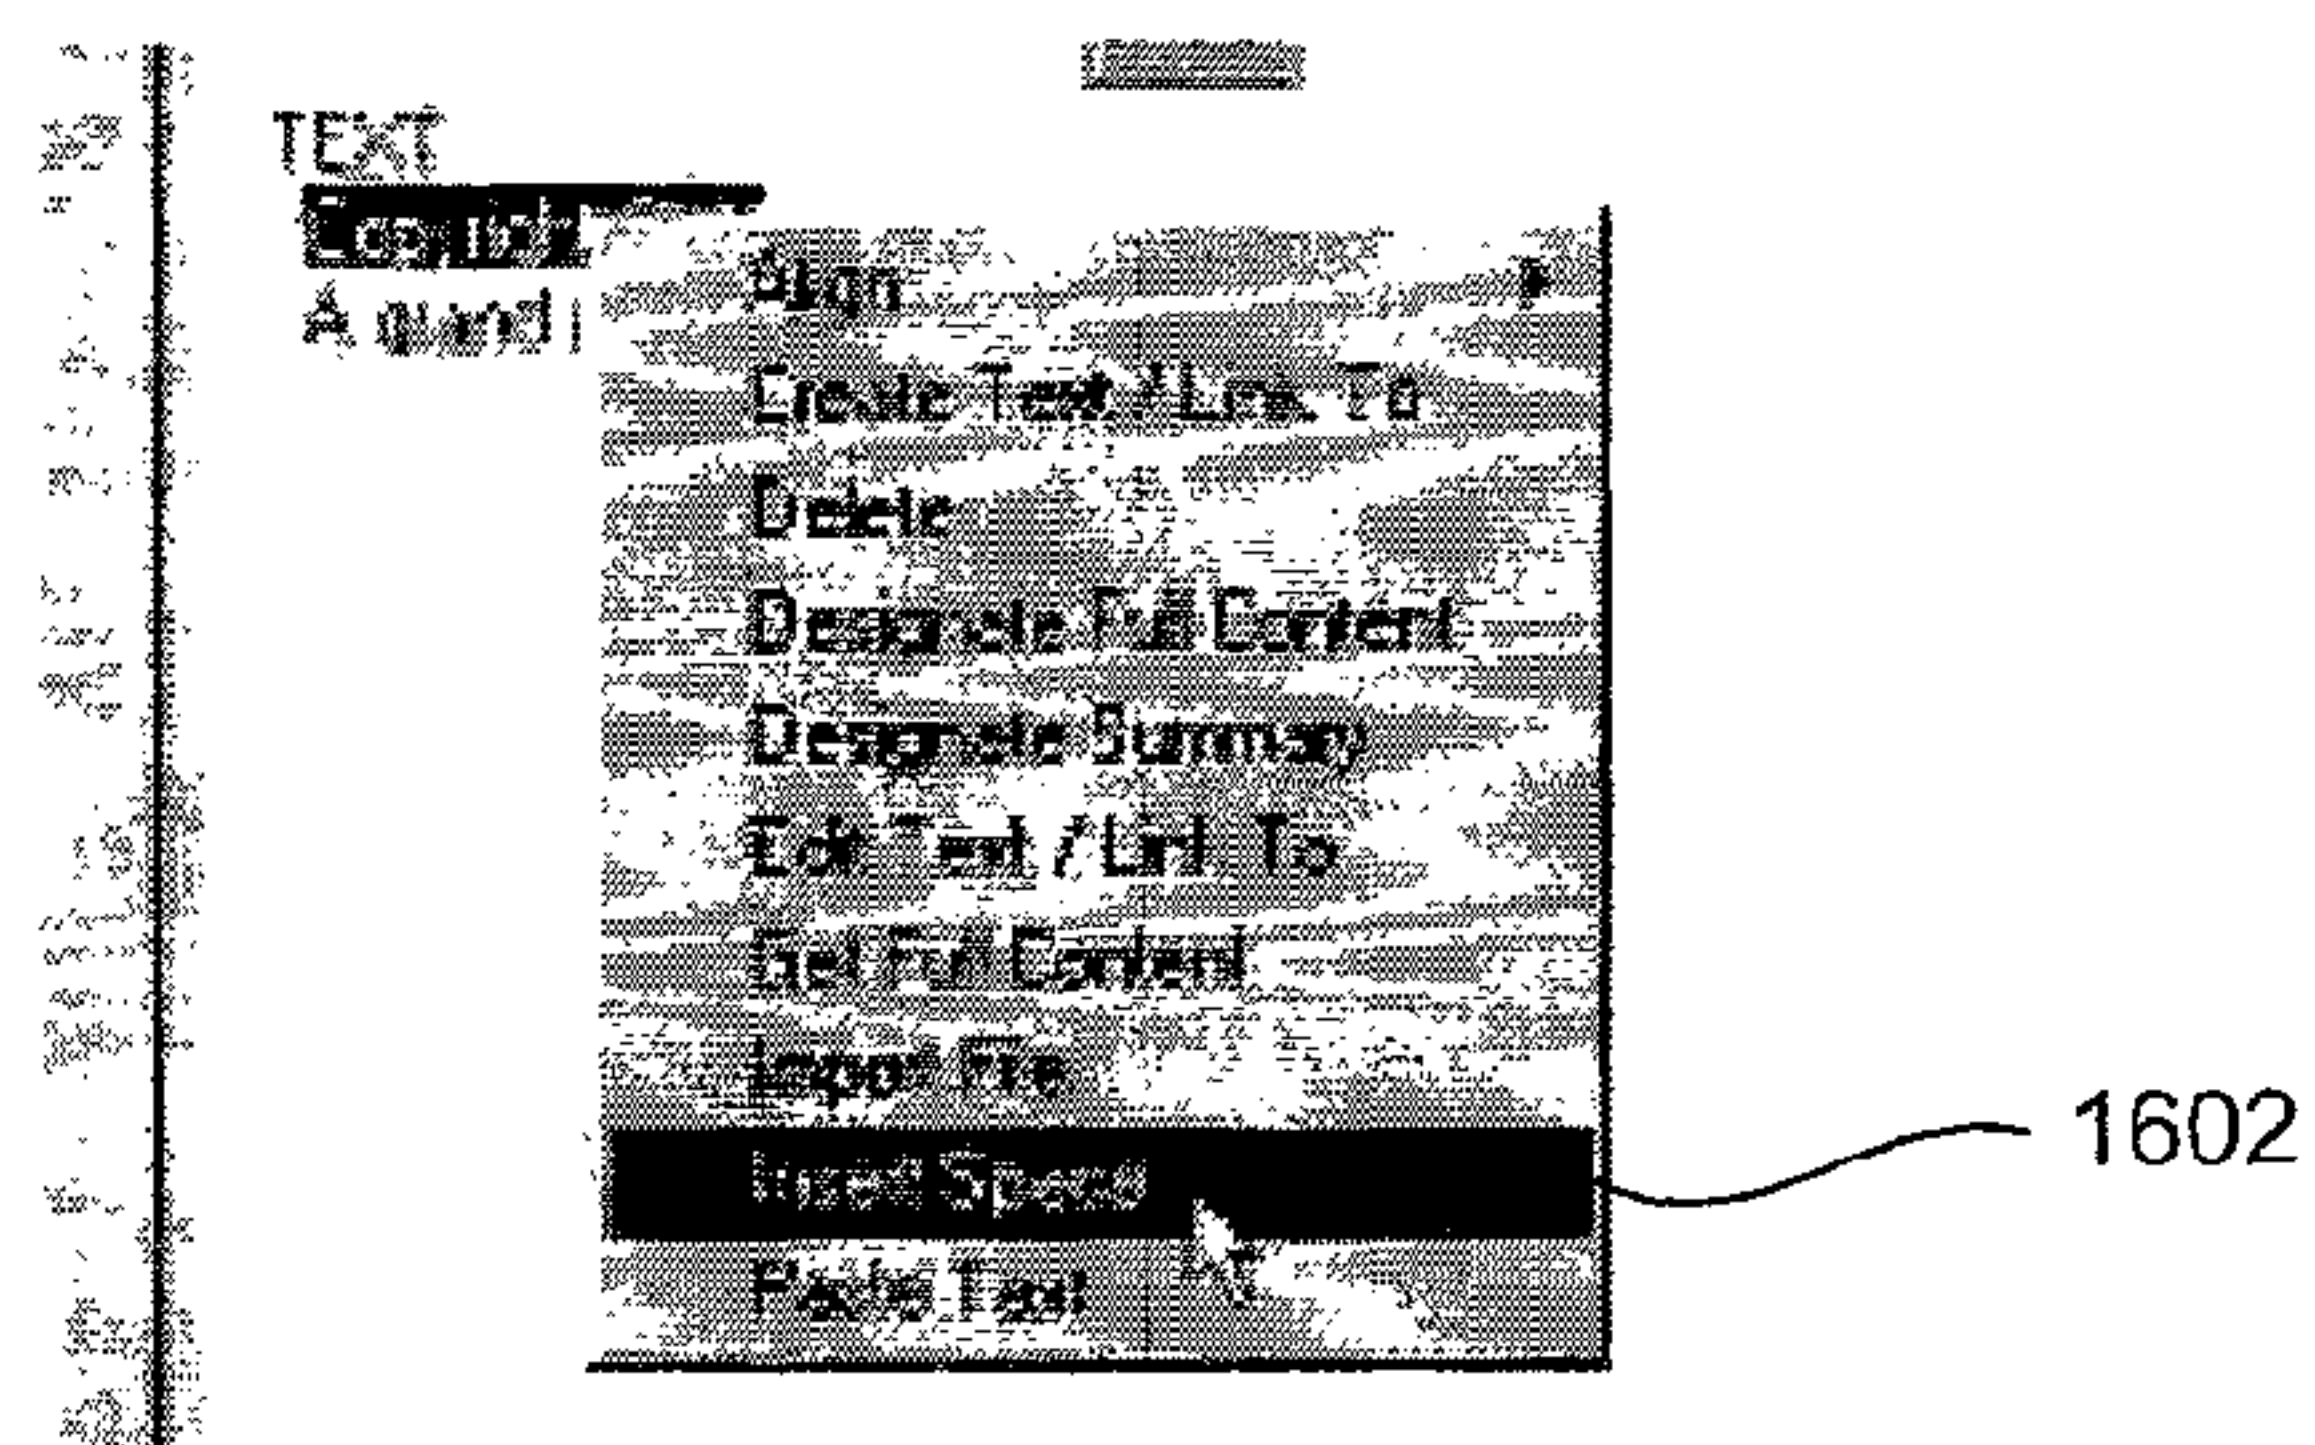 TEXT
Align
Create Text / Link To
Delete
Designate Full Content
Designate Summary
Edit Text / Link To
Get Full Content
Import File
Insert Space
1602
Paste Text